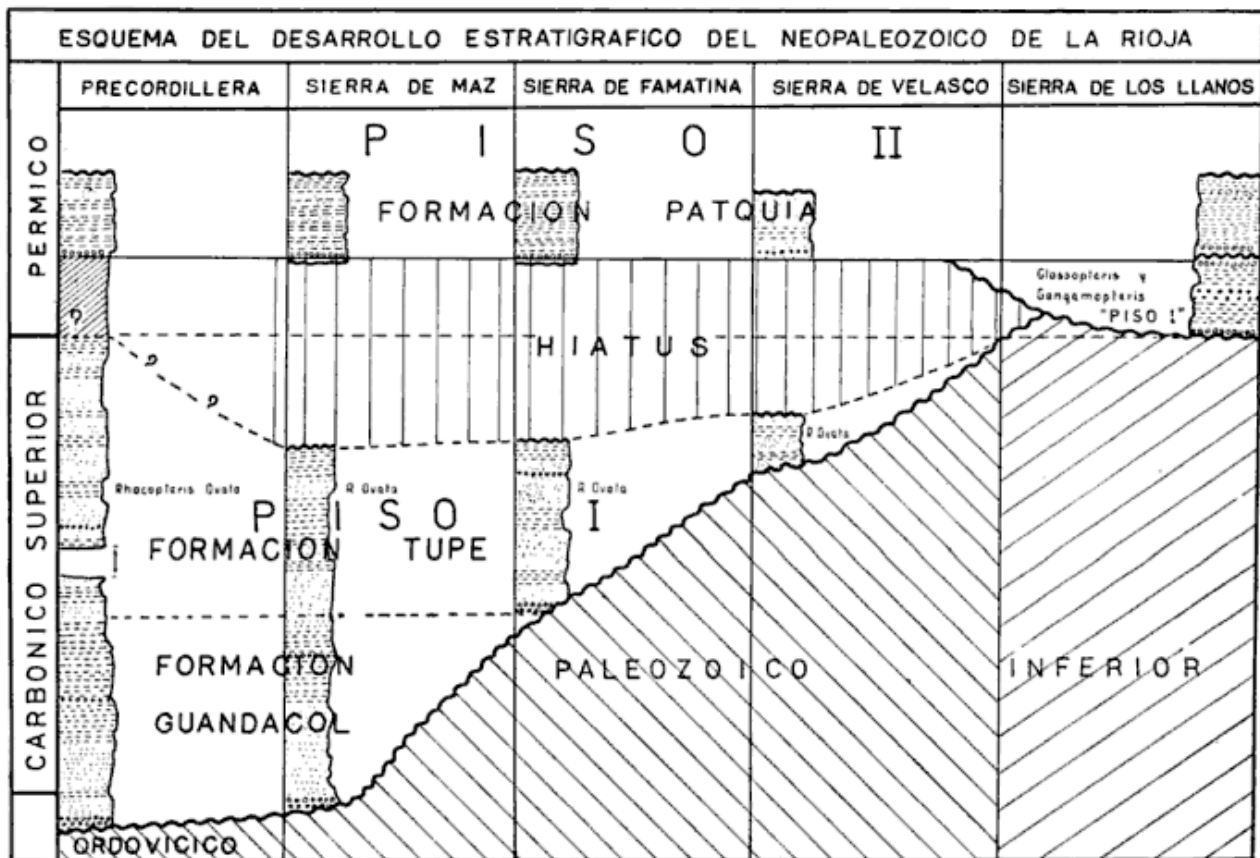 ESQUEMA DEL DESARROLLO ESTRATIGRAFICO DEL NEOPALEOZOICO DE LA RIOJA
PRECORDILLERA SIERRA DE MAZ SIERRA DE FAMATINA SIERRA DE VELASCO SIERRA DE LOS LLANOS
PERMICO
PISO II
FORMACION PATQUIA
Glossopteris y
Gangamopteris
"PISO I"
?
?
?
HIATUS
CARBONICO SUPERIOR
Rhacopteris Ovata
R Ovata
R Ovata
R Ovata
PISO I
FORMACION TUPE
FORMACION
GUANDACOL
PALEOZOICO INFERIOR
ORDOVICICO